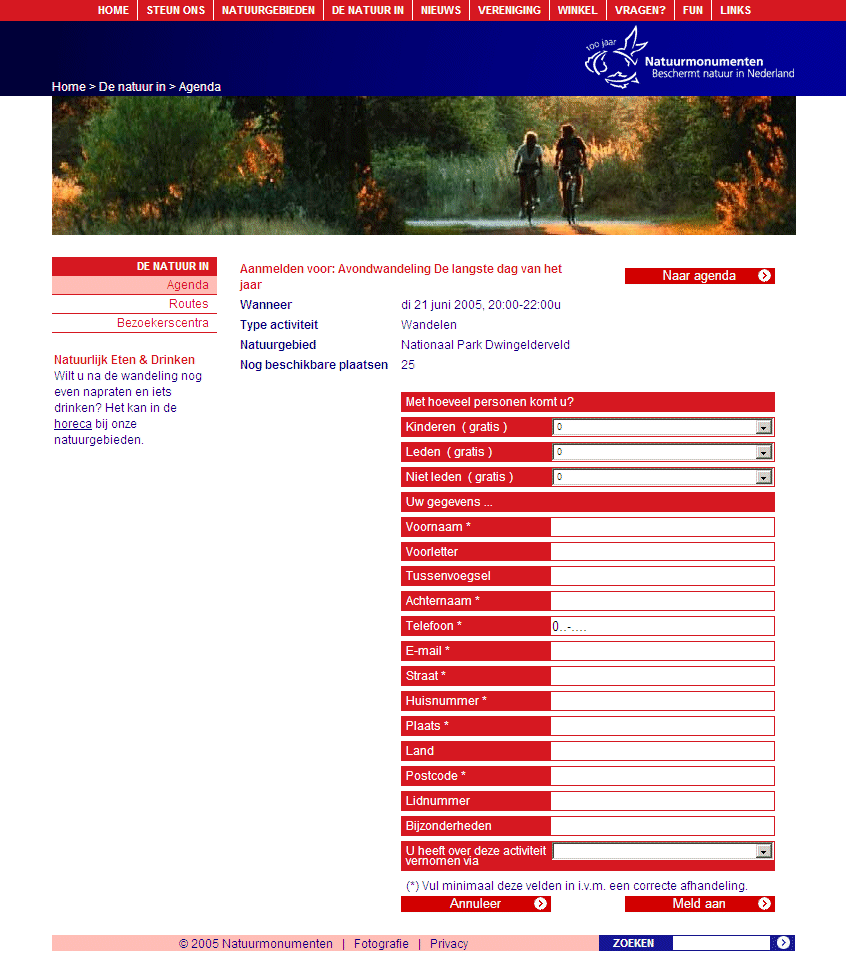 HOME STEUN ONS NATUURGEBIEDEN DE NATUUR IN NIEUWS VERENIGING WINKEL VRAGEN? FUN LINKS
100 jaar
Natuurmonumenten
Beschermt natuur in Nederland
Home > De natuur in > Agenda
DE NATUUR IN
Agenda
Routes
Bezoekerscentra
Natuurlijk Eten & Drinken
Wilt u na de wandeling nog
even napraten en iets
drinken? Het kan in de
horeca bij onze
natuurgebieden.
Aanmelden voor: Avondwandeling De langste dag van het
jaar
Naar agenda
Wanneer di 21 juni 2005, 20:00-22:00u
Type activiteit Wandelen
Natuurgebied Nationaal Park Dwingelderveld
Nog beschikbare plaatsen 25
Met hoeveel personen komt u?
Kinderen ( gratis ) 0
Leden ( gratis ) 0
Niet leden ( gratis ) 0
Uw gegevens ...
Voornaam *
Voorletter
Tussenvoegsel
Achternaam *
Telefoon * 0..-....
E-mail *
Straat *
Huisnummer *
Plaats *
Land
Postcode *
Lidnummer
Bijzonderheden
U heeft over deze activiteit
vernomen via
(*) Vul minimaal deze velden in i.v.m. een correcte afhandeling.
Annuleer Meld aan
© 2005 Natuurmonumenten | Fotografie | Privacy ZOEKEN